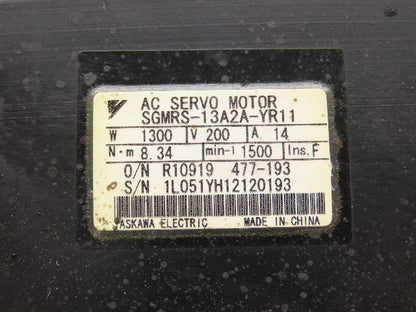 AC SERVO MOTOR
SGMRS-13A2A-YR11
W 1300 V 200 A 14
N·m 8.34 min-1 1500 Ins.F
O/N R10919 477-193
S/N 1L051YH12120193
YASKAWA ELECTRIC MADE IN CHINA